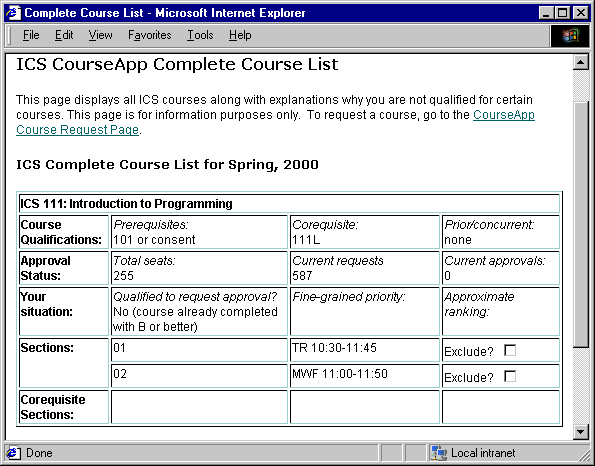 Complete Course List - Microsoft Internet Explorer
File Edit View Favorites Tools Help
ICS CourseApp Complete Course List
This page displays all ICS courses along with explanations why you are not qualified for certain
courses. This page is for information purposes only. To request a course, go to the CourseApp
Course Request Page.
ICS Complete Course List for Spring, 2000
ICS 111: Introduction to Programming
Course Qualifications: Prerequisites: 101 or consent Corequisite: 111L Prior/concurrent: none
Approval Status: Total seats: 255 Current requests 587 Current approvals: 0
Your situation: Qualified to request approval? No (course already completed with B or better) Fine-grained priority: Approximate ranking:
Sections: 01 TR 10:30-11:45 Exclude?
02 MWF 11:00-11:50 Exclude?
Corequisite
Sections:
Done Local intranet